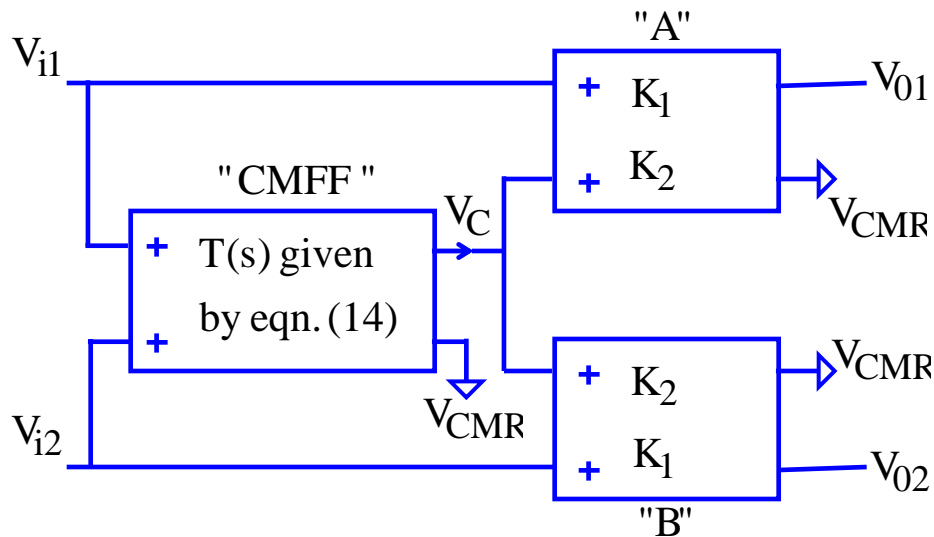 "A"
V_i1
K_1
V_01
K_2
"CMFF"
V_C
V_CMR
T(s) given
by eqn. (14)
V_CMR
V_CMR
K_2
V_i2
K_1
V_02
"B"